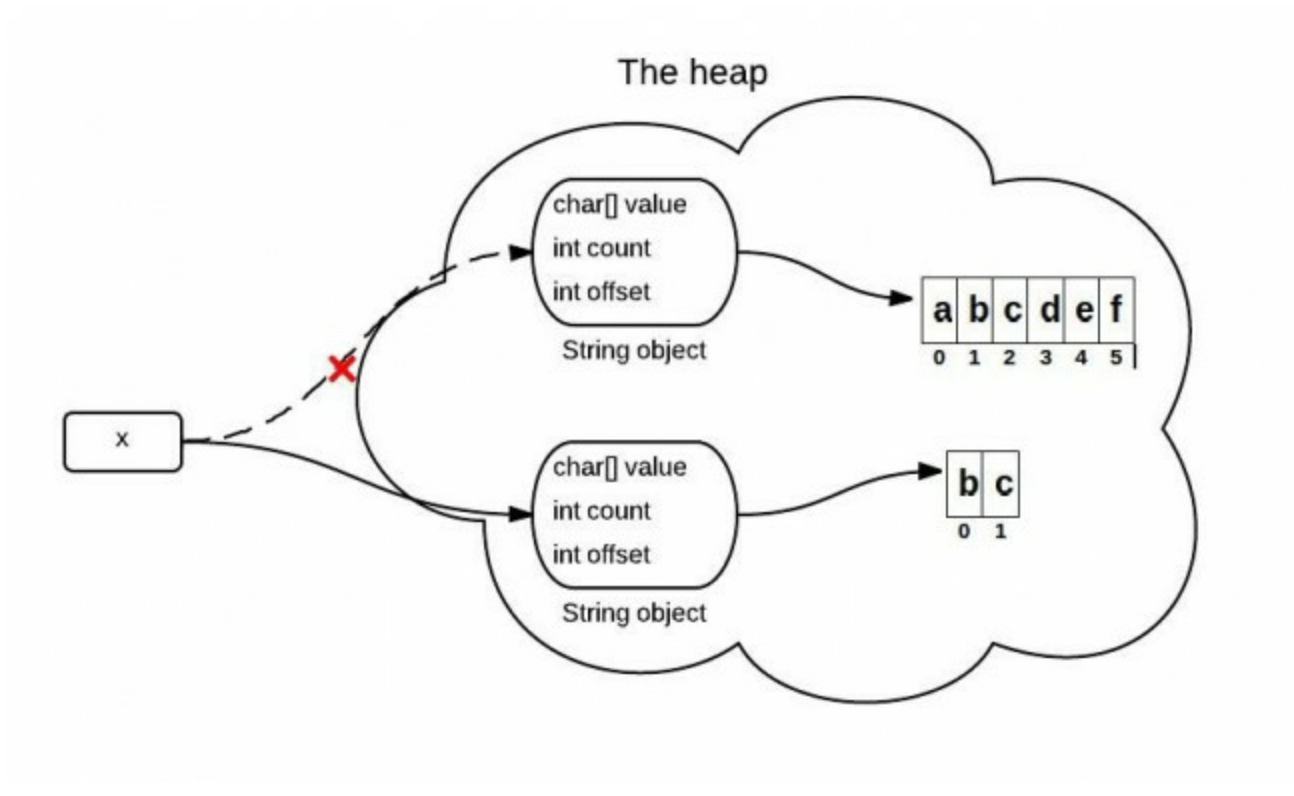 The heap
char[] value
int count
int offset
String object
a b c d e f
0 1 2 3 4 5
x
char[] value
int count
int offset
String object
b c
0 1